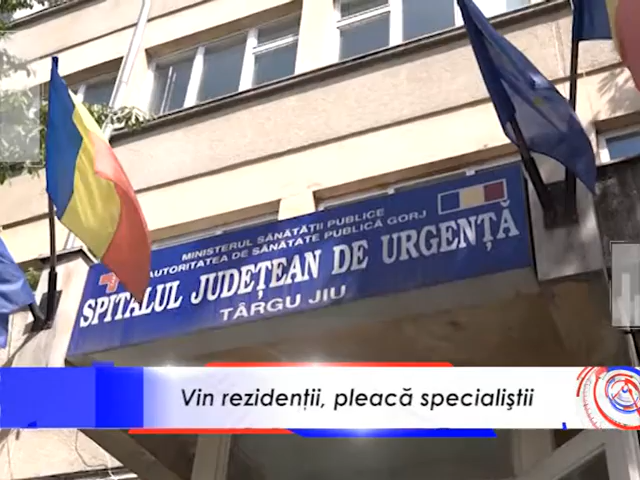 MINISTERUL SĂNĂTĂȚII PUBLICE
AUTORITATEA DE SĂNĂTATE PUBLICĂ GORJ
SPITALUL JUDEȚEAN DE URGENȚĂ
TÂRGU JIU
Vin rezidenții, pleacă specialiștii